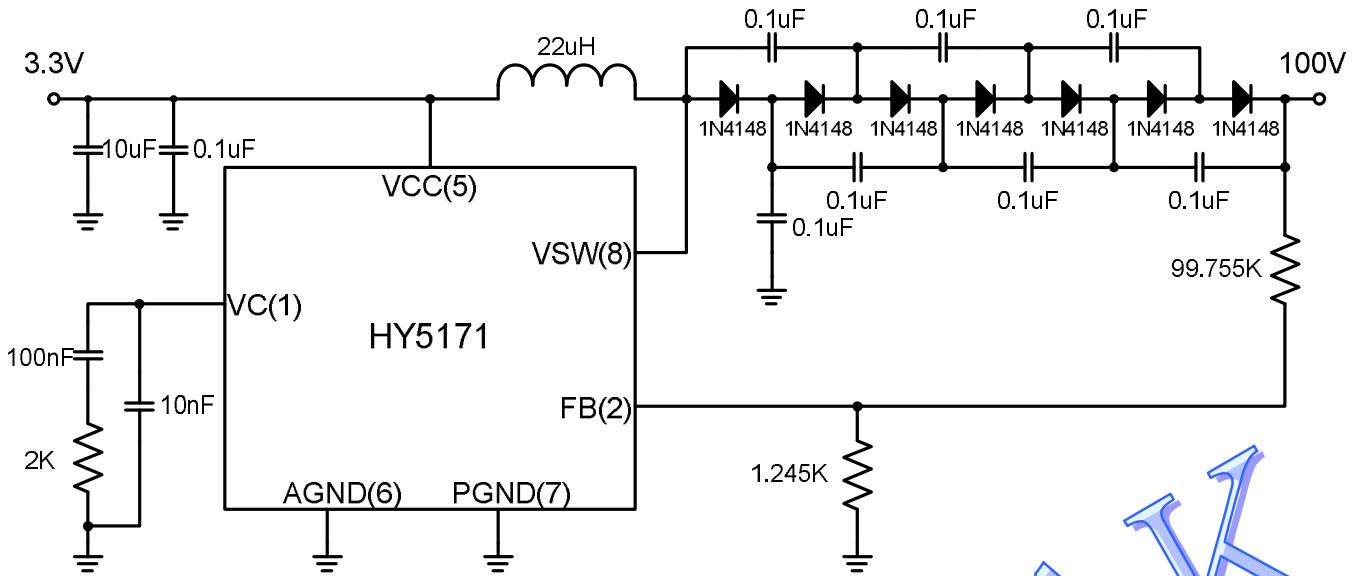 0.1uF
0.1uF
0.1uF
22uH
3.3V
100V
1N4148
1N4148
1N4148
1N4148
1N4148
1N4148
1N4148
10uF
0.1uF
VCC(5)
0.1uF
0.1uF
0.1uF
0.1uF
VSW(8)
99.755K
VC(1)
HY5171
100nF
10nF
FB(2)
2K
1.245K
AGND(6)
PGND(7)